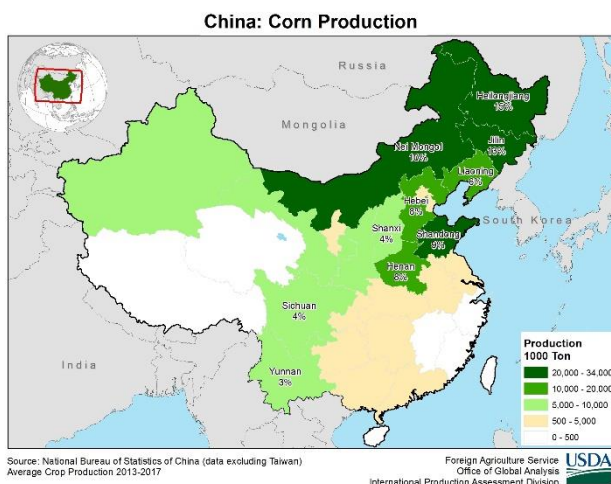 China: Corn Production
Russia
Mongolia
Heilongjiang
15%
Jilin
13%
Nei Mongol
10%
Liaoning
6%
Hebei
8%
South Korea
Shanxi
4%
Shandong
9%
Henan
8%
Sichuan
4%
India
Yunnan
3%
Production
1000 Ton
20,000 - 34,000
10,000 - 20,000
5,000 - 10,000
500 - 5,000
0 - 500
Source: National Bureau of Statistics of China (data excluding Taiwan)
Average Crop Production 2013-2017
Foreign Agriculture Service
Office of Global Analysis
International Production Assessment Division
USDA